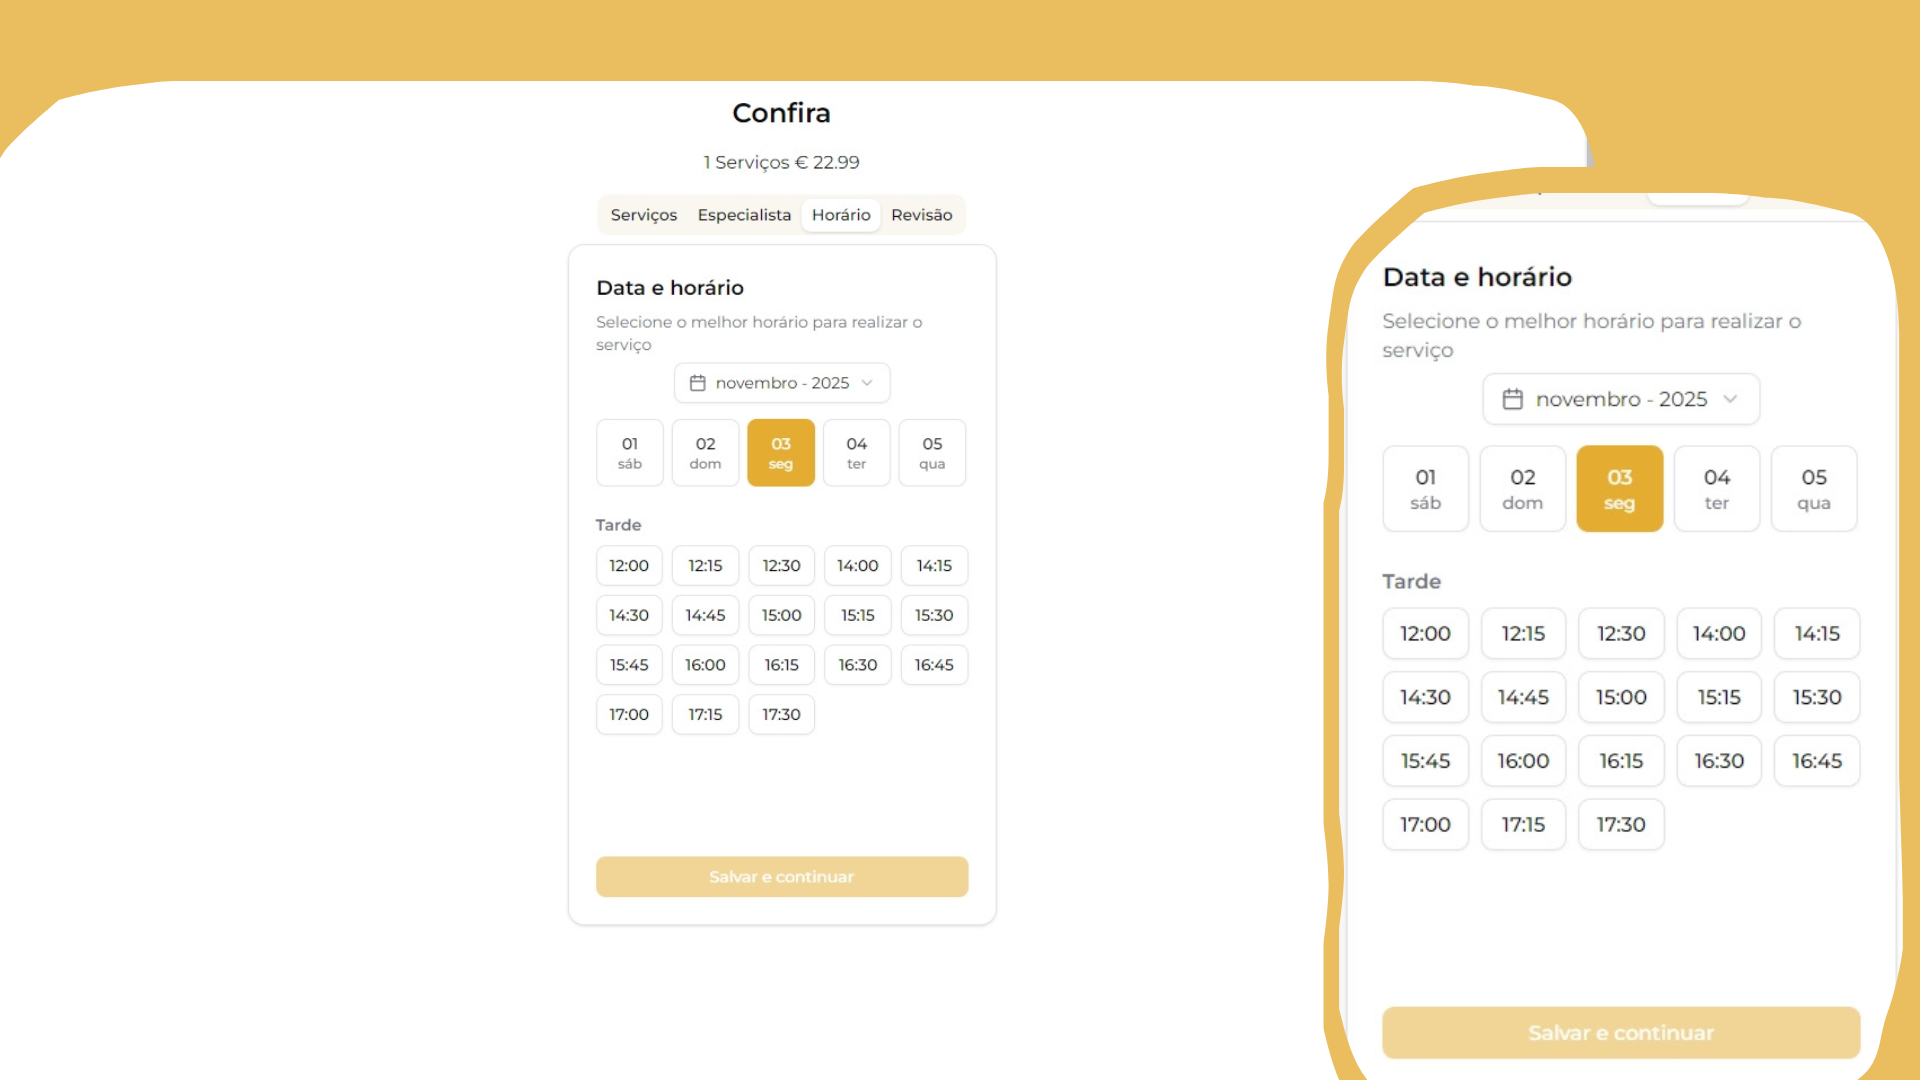 Confira
1 Serviços € 22.99
Serviços Especialista Horário Revisão
Data e horário
Selecione o melhor horário para realizar o
serviço
novembro - 2025
01 02 03 04 05
sáb dom seg ter qua
Tarde
12:00 12:15 12:30 14:00 14:15
14:30 14:45 15:00 15:15 15:30
15:45 16:00 16:15 16:30 16:45
17:00 17:15 17:30
Salvar e continuar
Data e horário
Selecione o melhor horário para realizar o
serviço
novembro - 2025
01 02 03 04 05
sáb dom seg ter qua
Tarde
12:00 12:15 12:30 14:00 14:15
14:30 14:45 15:00 15:15 15:30
15:45 16:00 16:15 16:30 16:45
17:00 17:15 17:30
Salvar e continuar